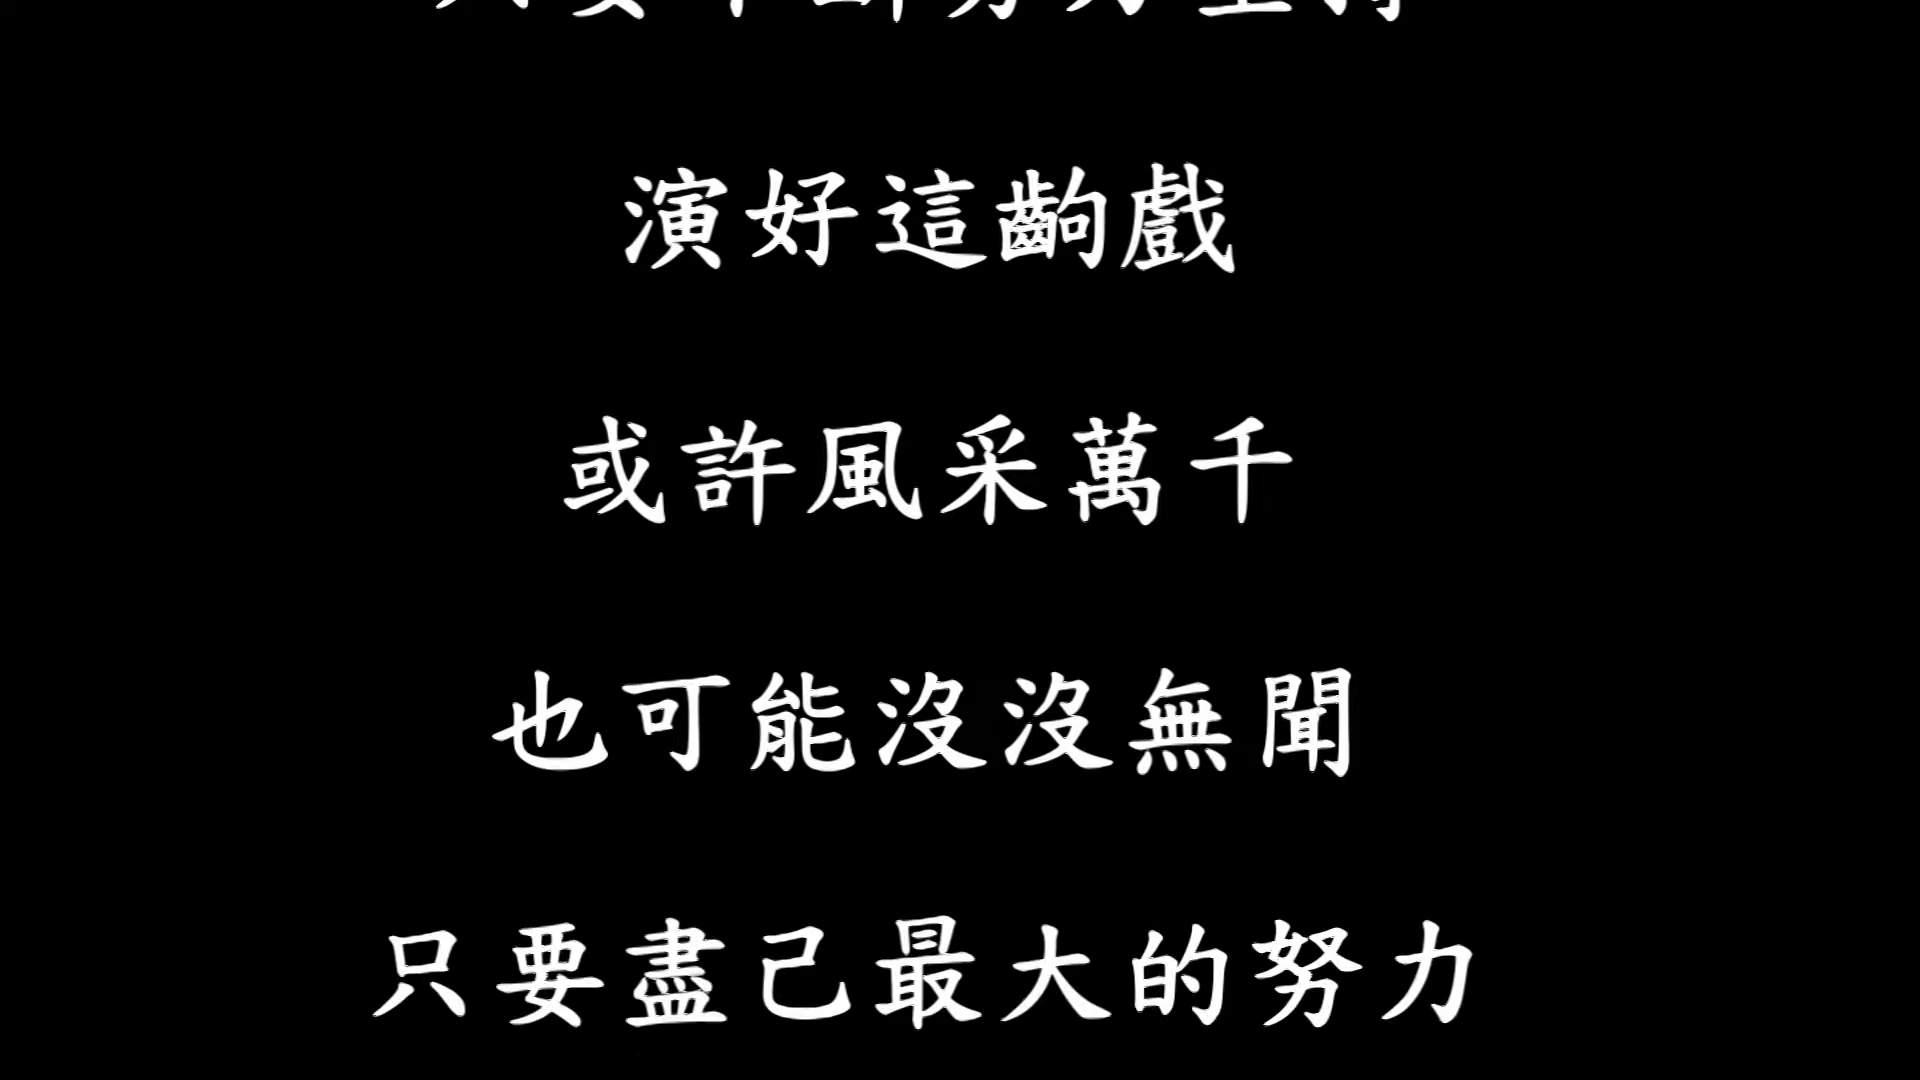 演好這齣戲
或許風采萬千
也可能沒沒無聞
只要盡己最大的努力